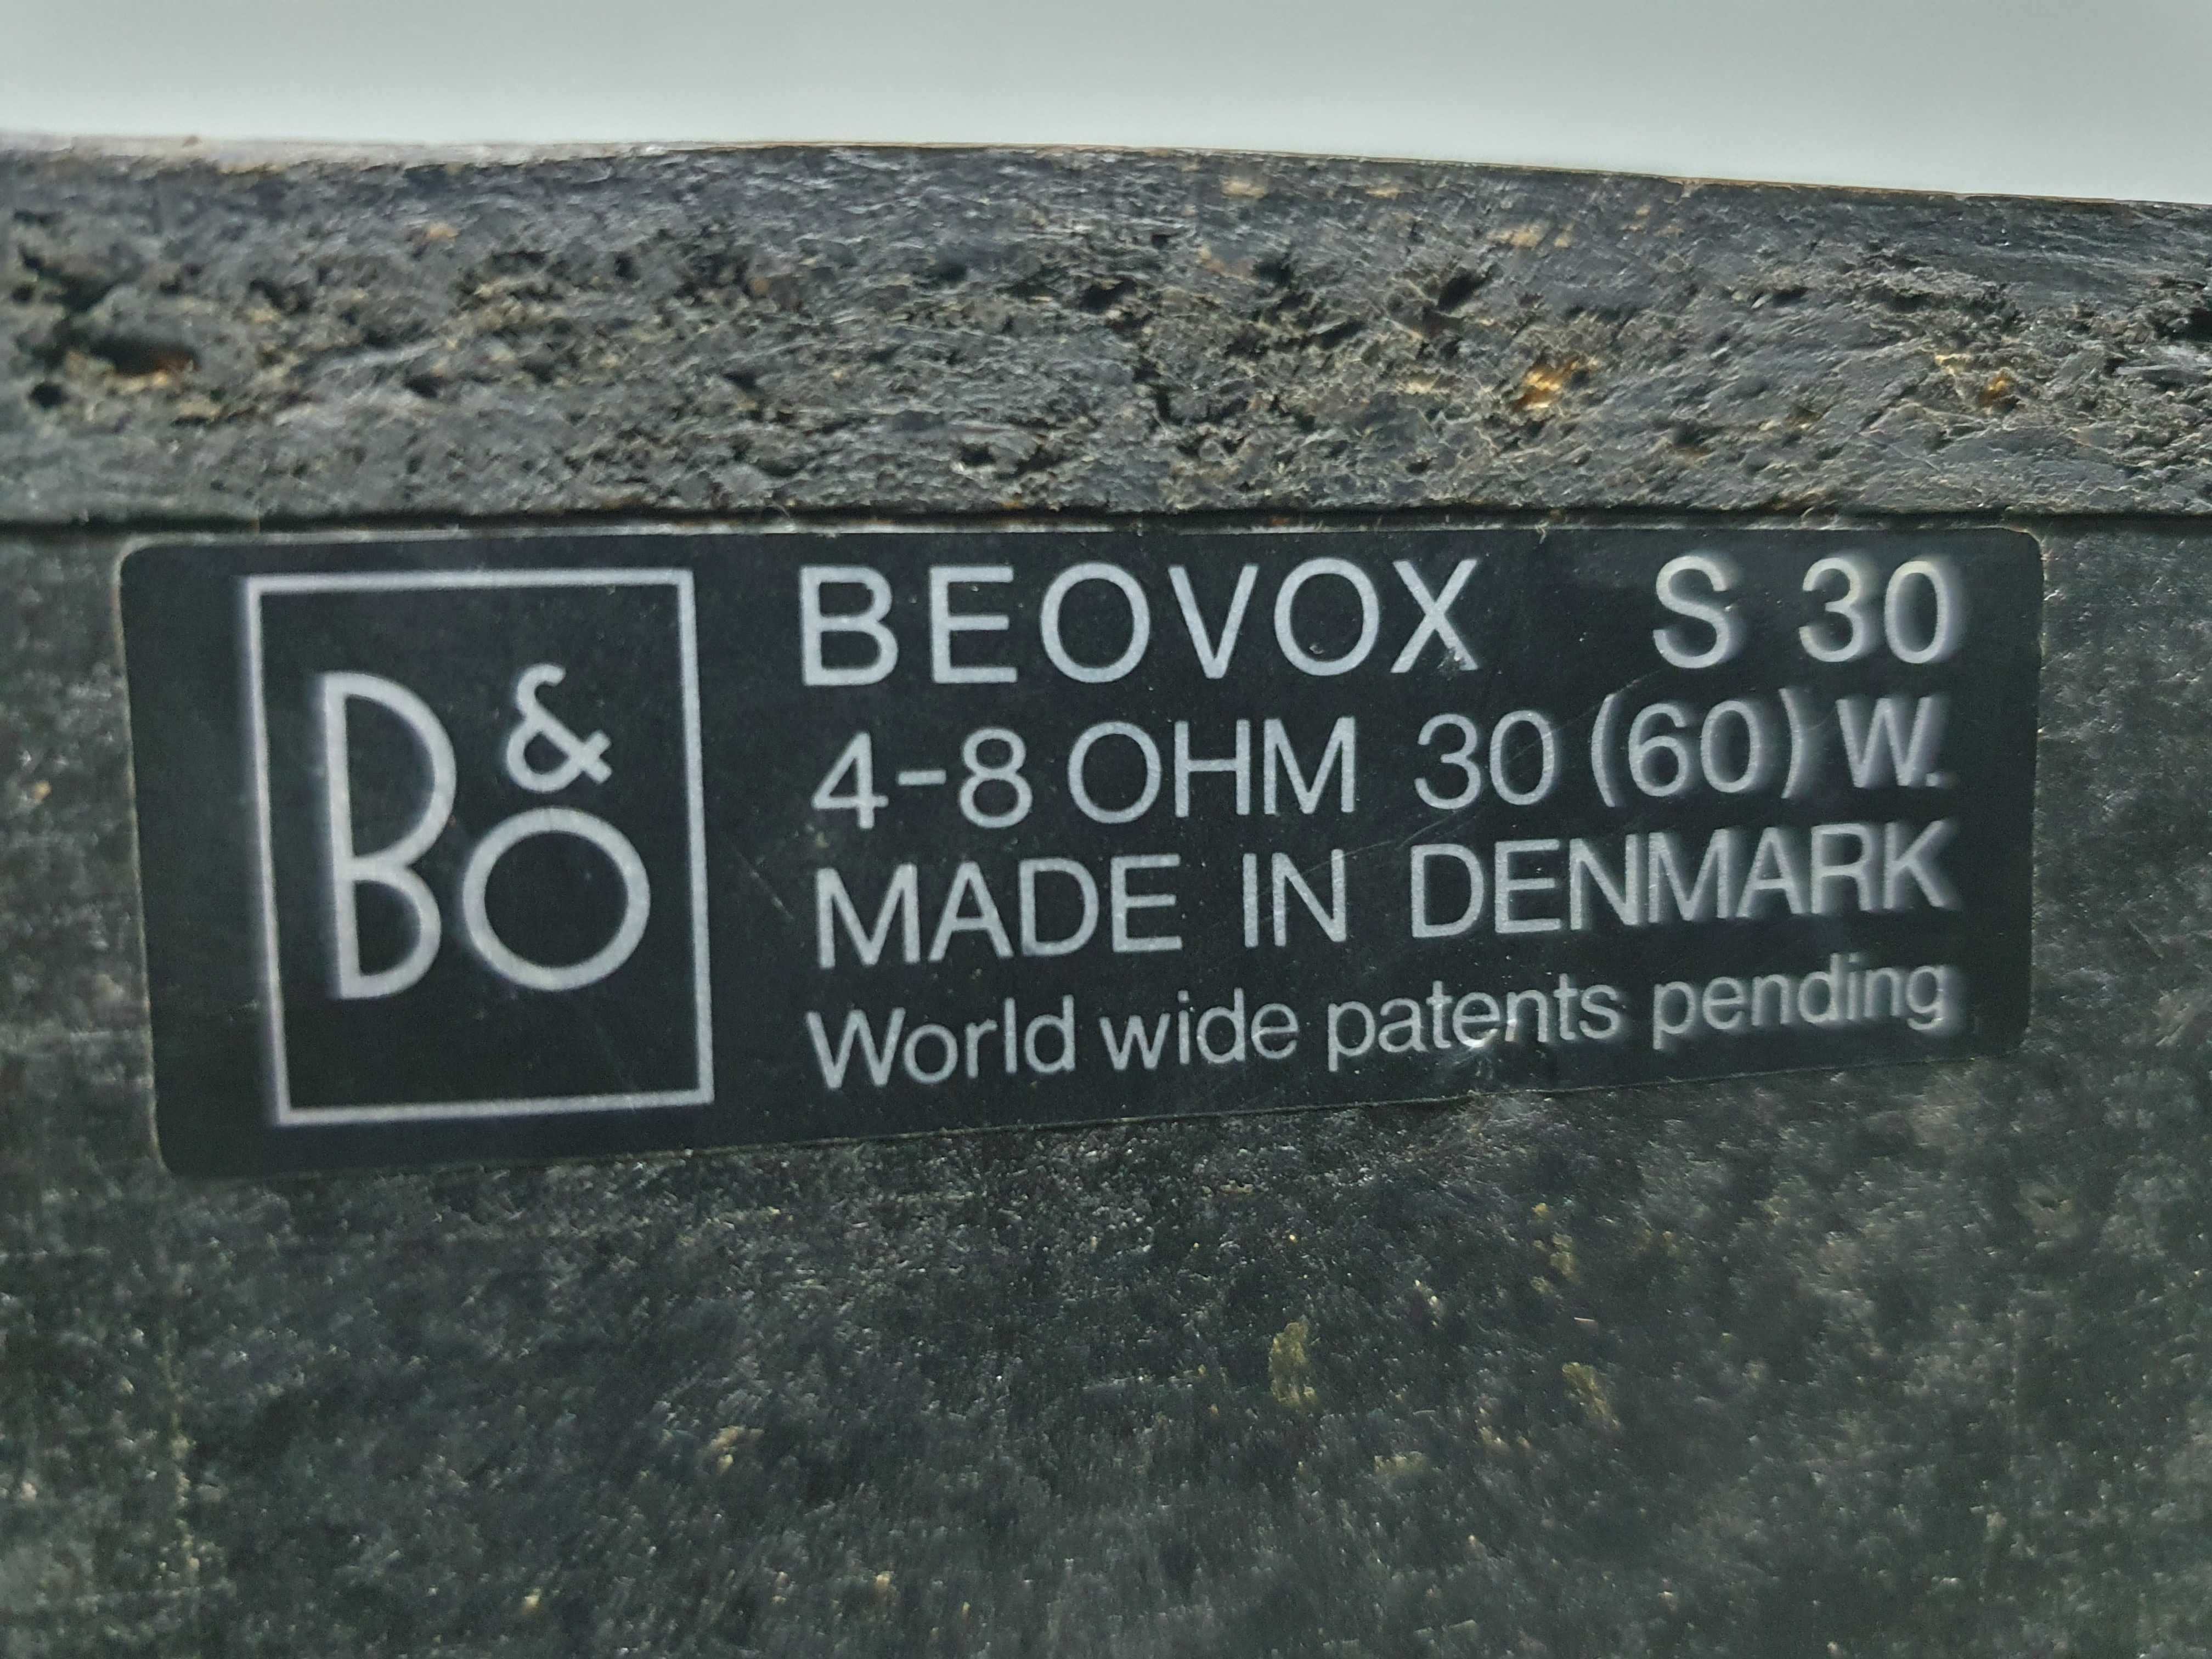 B&O
BEOVOX S 30
4-8 OHM 30 (60) W.
MADE IN DENMARK
World wide patents pending